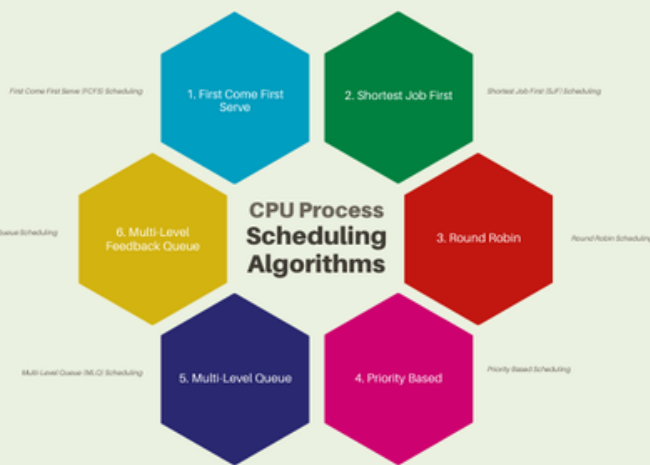 First Come First Serve (FCFS) Scheduling
1. First Come First
Serve
2. Shortest Job First
Shortest Job First (SJF) Scheduling
6. Multi-Level
Feedback Queue
CPU Process
Scheduling
Algorithms
3. Round Robin
Queue Scheduling
Round Robin Scheduling
Multi-Level Queue (MLQ) Scheduling
5. Multi-Level Queue
4. Priority Based
Priority Based Scheduling